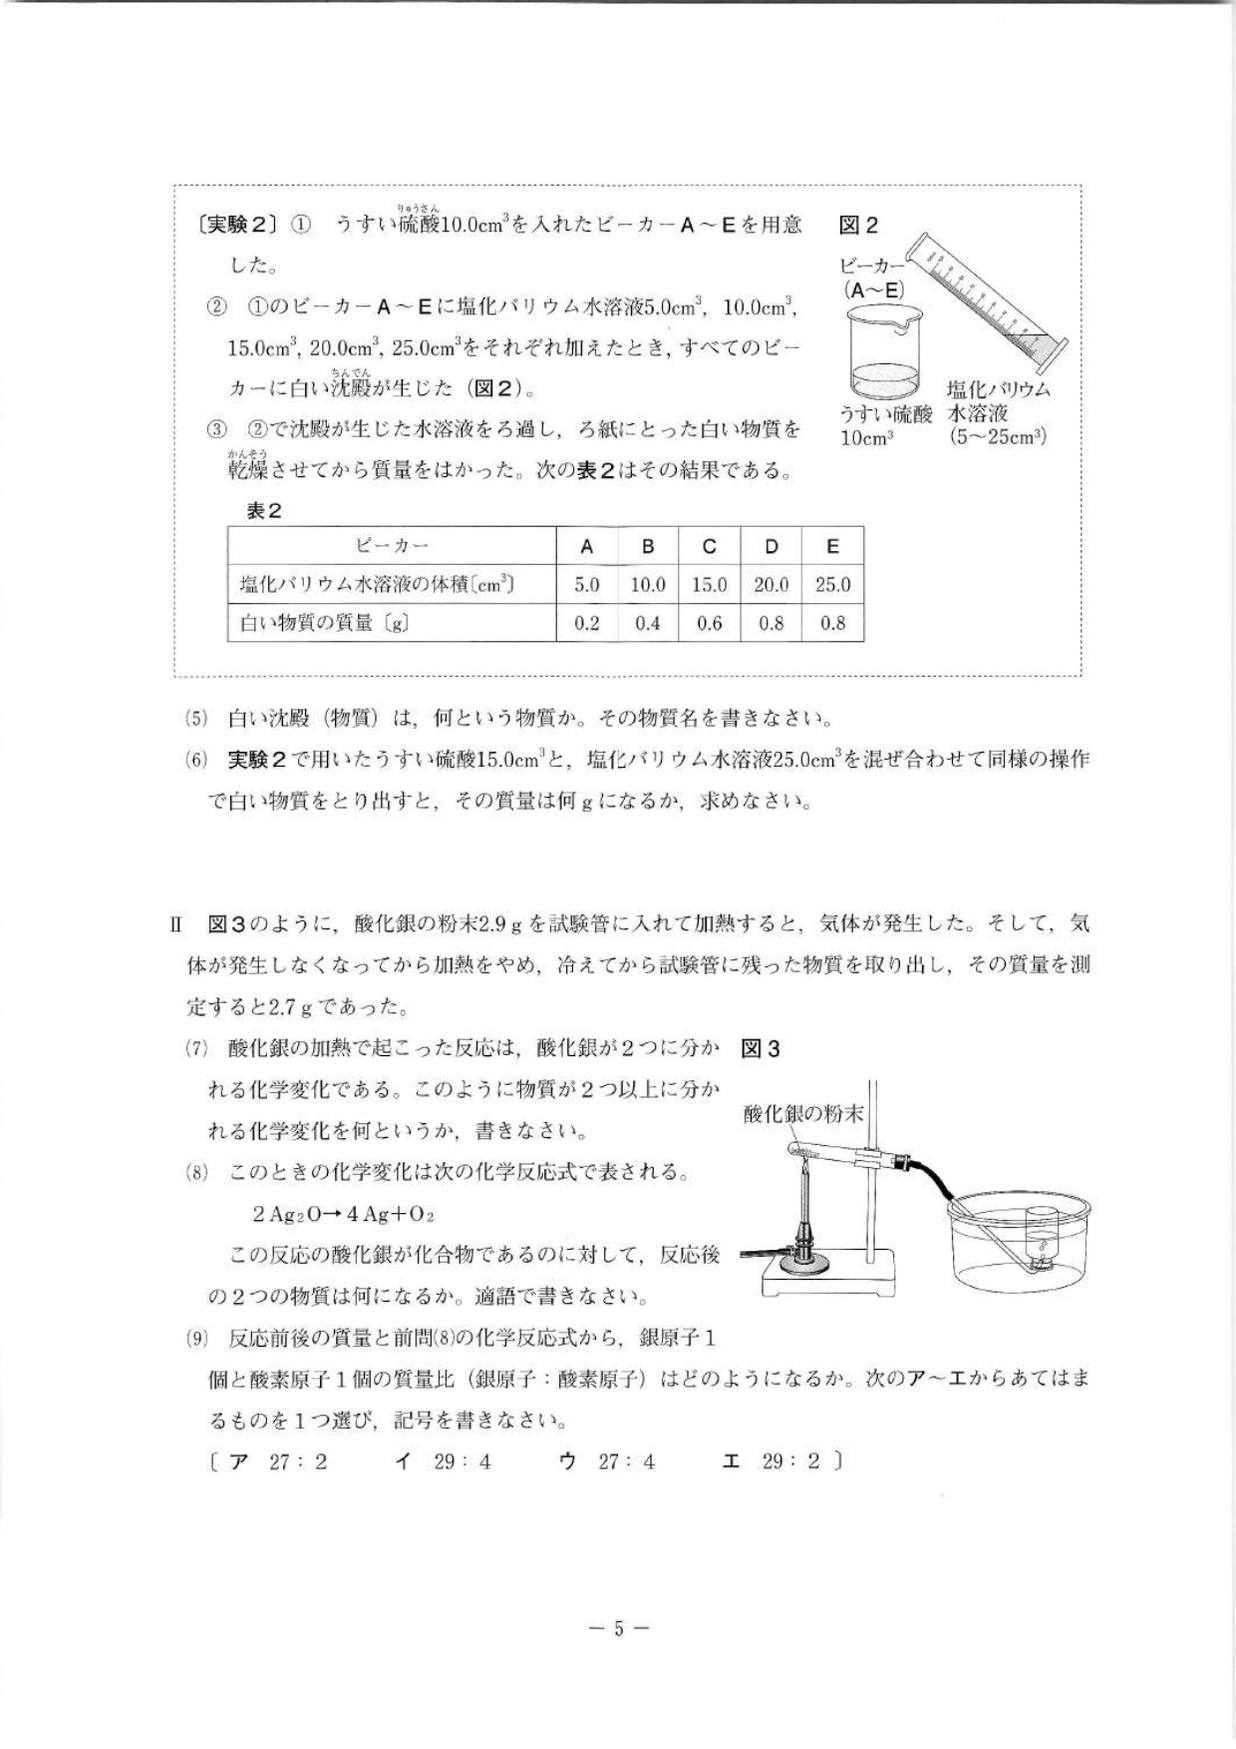 〔実験2〕① うすい硫酸10.0cm³を入れたビーカーA～Eを用意
りゅうさん
した。
② ①のビーカーA～Eに塩化バリウム水溶液5.0cm³，10.0cm³，
15.0cm³，20.0cm³，25.0cm³をそれぞれ加えたとき，すべてのビー
カーに白い沈殿が生じた（図2）。
ちんでん
③ ②で沈殿が生じた水溶液をろ過し，ろ紙にとった白い物質を
乾燥させてから質量をはかった。次の表2はその結果である。
かんそう
図2
ビーカー
（A～E）
うすい硫酸
10cm³
塩化バリウム
水溶液
（5～25cm³）
表2
ビーカー A B C D E
塩化バリウム水溶液の体積〔cm³〕 5.0 10.0 15.0 20.0 25.0
白い物質の質量〔g〕 0.2 0.4 0.6 0.8 0.8
(5) 白い沈殿（物質）は，何という物質か。その物質名を書きなさい。
(6) 実験2で用いたうすい硫酸15.0cm³と，塩化バリウム水溶液25.0cm³を混ぜ合わせて同様の操作
で白い物質をとり出すと，その質量は何gになるか，求めなさい。
Ⅱ 図3のように，酸化銀の粉末2.9gを試験管に入れて加熱すると，気体が発生した。そして，気
体が発生しなくなってから加熱をやめ，冷えてから試験管に残った物質を取り出し，その質量を測
定すると2.7gであった。
(7) 酸化銀の加熱で起こった反応は，酸化銀が2つに分か
れる化学変化である。このように物質が2つ以上に分か
れる化学変化を何というか，書きなさい。
(8) このときの化学変化は次の化学反応式で表される。
2Ag₂O→4Ag+O₂
この反応の酸化銀が化合物であるのに対して，反応後
の2つの物質は何になるか。適語で書きなさい。
図3
酸化銀の粉末
(9) 反応前後の質量と前問(8)の化学反応式から，銀原子1
個と酸素原子1個の質量比（銀原子：酸素原子）はどのようになるか。次のア～エからあてはま
るものを1つ選び，記号を書きなさい。
〔ア 27：2 イ 29：4 ウ 27：4 エ 29：2〕
－5－